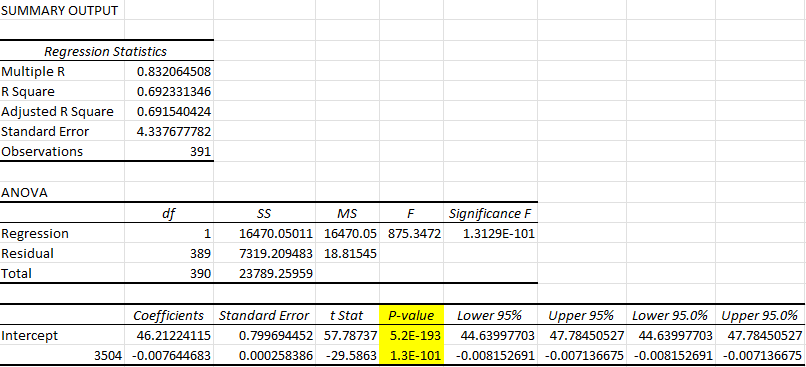 SUMMARY OUTPUT
Regression Statistics
Multiple R 0.832064508
R Square 0.692331346
Adjusted R Square 0.691540424
Standard Error 4.337677782
Observations 391
ANOVA
df SS MS F Significance F
Regression 1 16470.05011 16470.05 875.3472 1.3129E-101
Residual 389 7319.209483 18.81545
Total 390 23789.25959
Coefficients Standard Error t Stat P-value Lower 95% Upper 95% Lower 95.0% Upper 95.0%
Intercept 46.21224115 0.799694452 57.78737 5.2E-193 44.63997703 47.78450527 44.63997703 47.78450527
3504 -0.007644683 0.000258386 -29.5863 1.3E-101 -0.008152691 -0.007136675 -0.008152691 -0.007136675